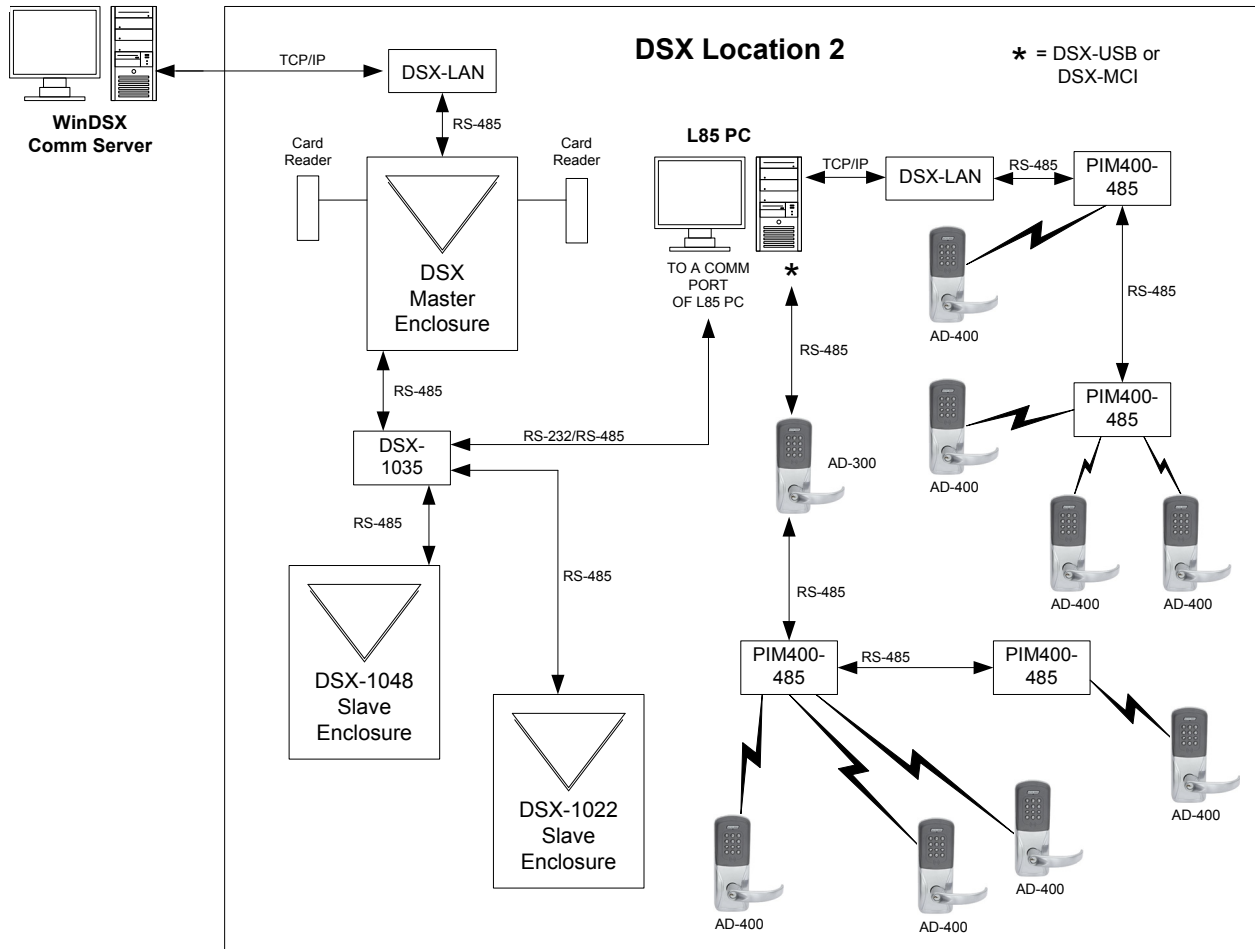 DSX Location 2
* = DSX-USB or
DSX-MCI
WinDSX
Comm Server
TCP/IP
DSX-LAN
RS-485
Card
Reader
Card
Reader
DSX
Master
Enclosure
RS-485
DSX-
1035
RS-232/RS-485
RS-485
RS-485
DSX-1048
Slave
Enclosure
DSX-1022
Slave
Enclosure
L85 PC
TO A COMM
PORT
OF L85 PC
*
TCP/IP
DSX-LAN
RS-485
PIM400-
485
AD-400
RS-485
PIM400-
485
AD-400
AD-400
AD-400
RS-485
AD-300
RS-485
PIM400-
485
RS-485
PIM400-
485
AD-400
AD-400
AD-400
AD-400